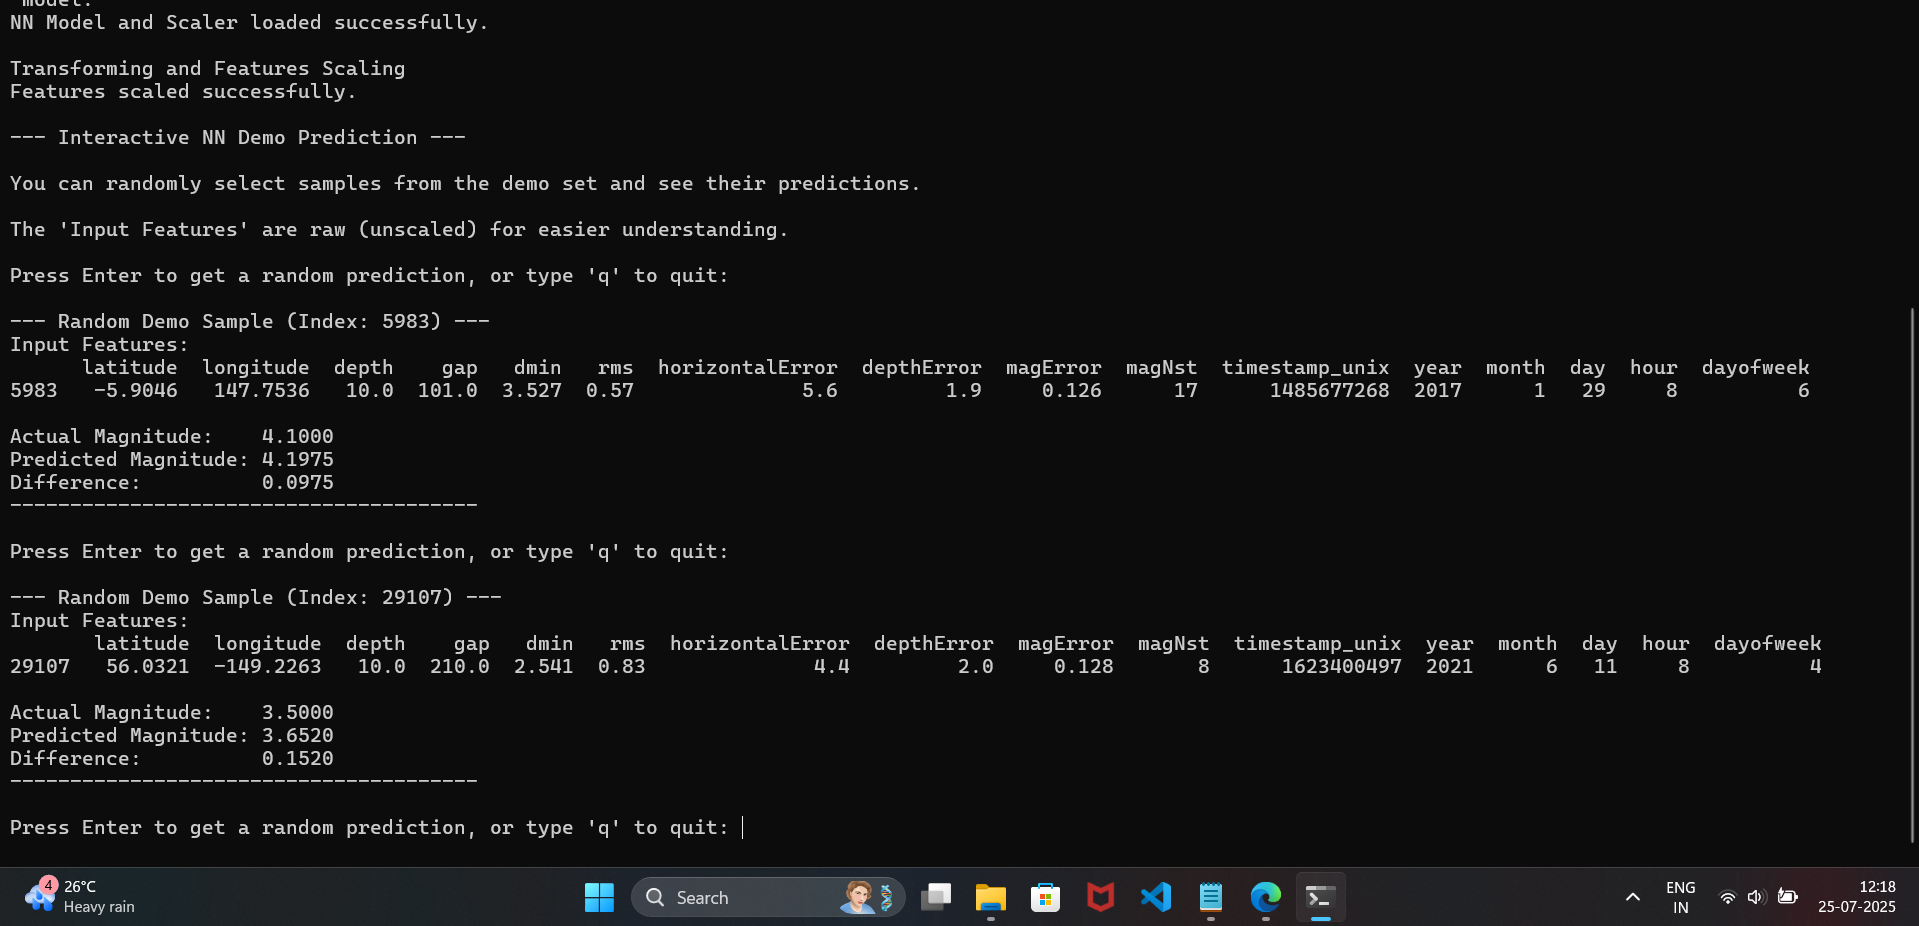 model.
NN Model and Scaler loaded successfully.
Transforming and Features Scaling
Features scaled successfully.
--- Interactive NN Demo Prediction ---
You can randomly select samples from the demo set and see their predictions.
The 'Input Features' are raw (unscaled) for easier understanding.
Press Enter to get a random prediction, or type 'q' to quit:
--- Random Demo Sample (Index: 5983) ---
Input Features:
latitude longitude depth gap dmin rms horizontalError depthError magError magNst timestamp_unix year month day hour dayofweek
5983 -5.9046 147.7536 10.0 101.0 3.527 0.57 5.6 1.9 0.126 17 1485677268 2017 1 29 8 6
Actual Magnitude: 4.1000
Predicted Magnitude: 4.1975
Difference: 0.0975
---------------------------------------
Press Enter to get a random prediction, or type 'q' to quit:
--- Random Demo Sample (Index: 29107) ---
Input Features:
latitude longitude depth gap dmin rms horizontalError depthError magError magNst timestamp_unix year month day hour dayofweek
29107 56.0321 -149.2263 10.0 210.0 2.541 0.83 4.4 2.0 0.128 8 1623400497 2021 6 11 8 4
Actual Magnitude: 3.5000
Predicted Magnitude: 3.6520
Difference: 0.1520
---------------------------------------
Press Enter to get a random prediction, or type 'q' to quit:
4
26°C
Heavy rain
Search
ENG
IN
12:18
25-07-2025